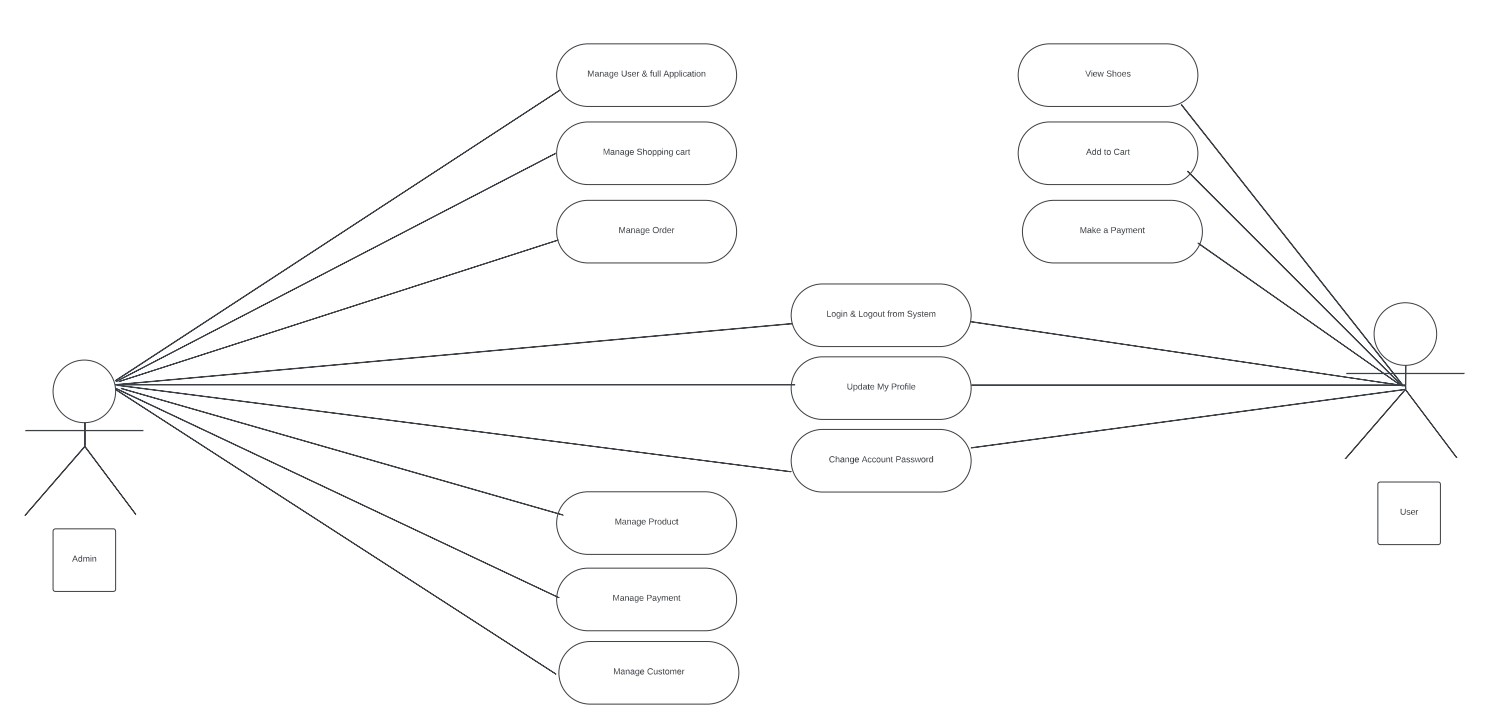 Manage User & full Application
View Shoes
Manage Shopping cart
Add to Cart
Manage Order
Make a Payment
Login & Logout from System
Update My Profile
Change Account Password
Manage Product
User
Admin
Manage Payment
Manage Customer